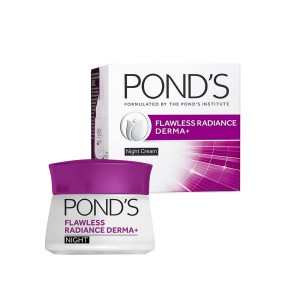 POND'S
FORMULATED BY THE POND'S INSTITUTE
FLAWLESS RADIANCE
DERMA+
Night Cream
POND'S
FLAWLESS
RADIANCE DERMA+
NIGHT